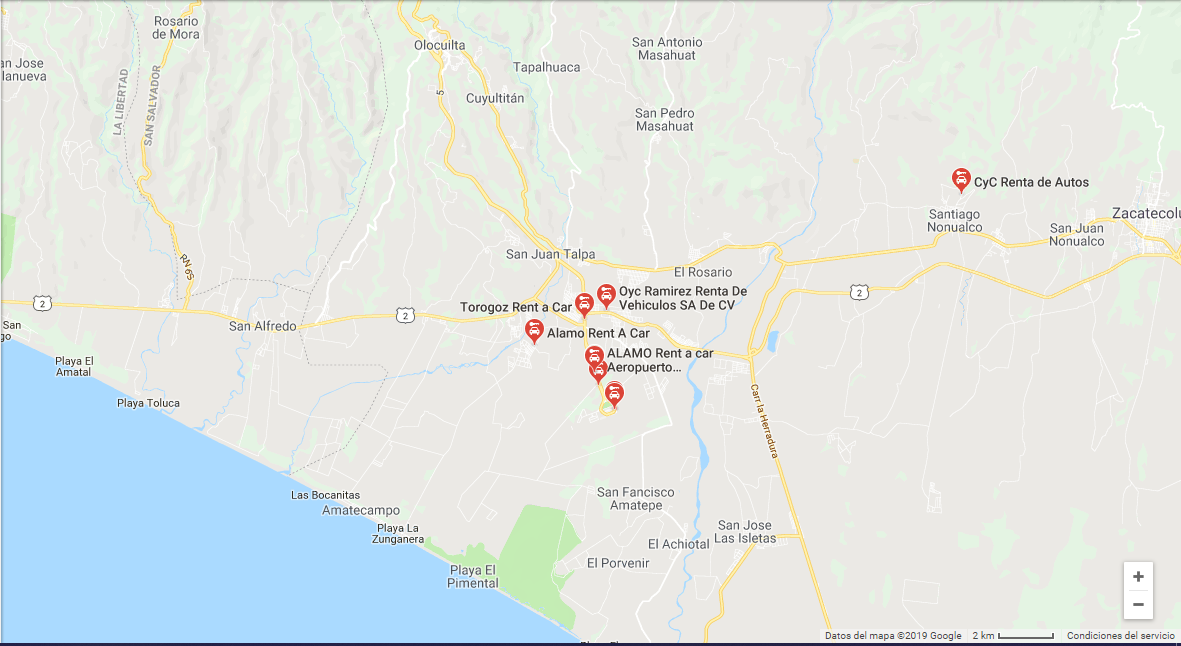 Rosario
de Mora
an Jose
lanueva
LA LIBERTAD
SAN SALVADOR
Olocuilta
Tapalhuaca
San Antonio
Masahuat
5
Cuyultitán
San Pedro
Masahuat
CyC Renta de Autos
Santiago
Nonualco
San Juan
Nonualco
Zacatecolu
RN 6S
San Juan Talpa
El Rosario
2
2
2
Oyc Ramirez Renta De
Vehiculos SA De CV
Torogoz Rent a Car
San
go
San Alfredo
Alamo Rent A Car
ALAMO Rent a car
Aeropuerto...
Playa El
Amatal
Playa Toluca
Carr la Herradura
Las Bocanitas
Amatecampo
Playa La
Zunganera
San Fancisco
Amatepe
San Jose
Las Isletas
El Achiotal
El Porvenir
Playa El
Pimental
+
−
Datos del mapa ©2019 Google
2 km
Condiciones del servicio